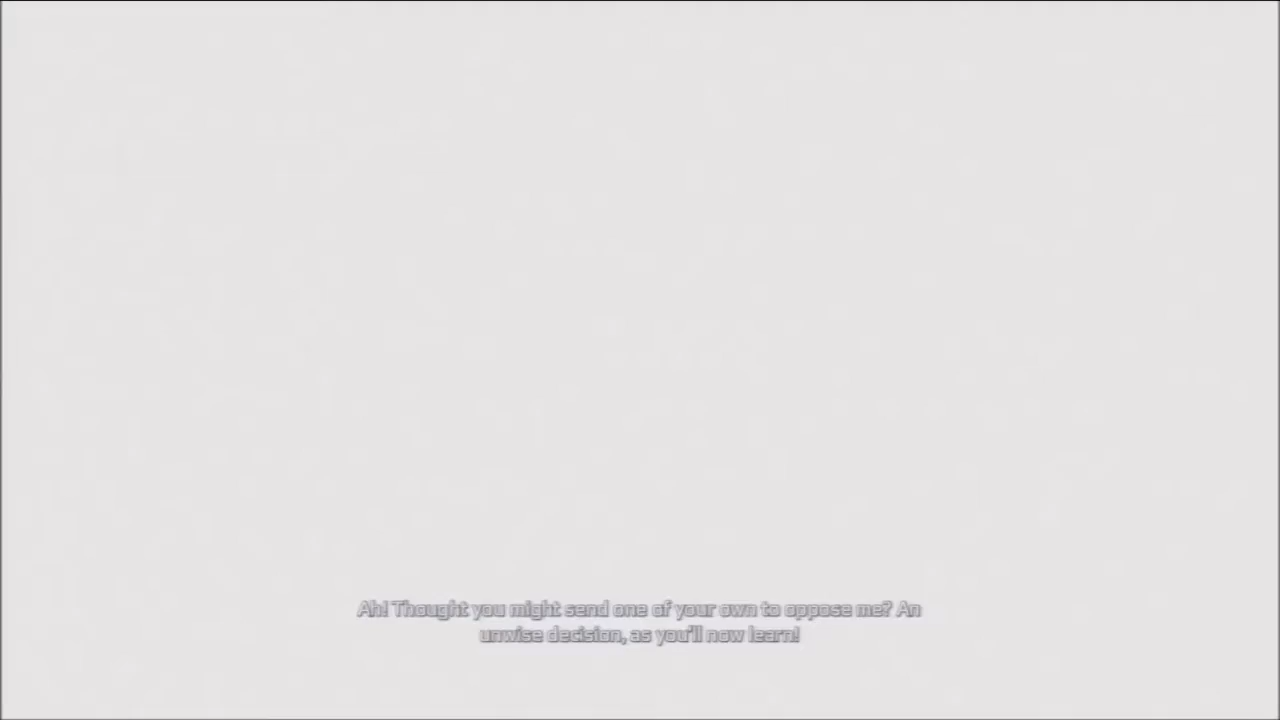 Ah! Thought you might send one of your own to oppose me? An
unwise decision, as you'll now learn!